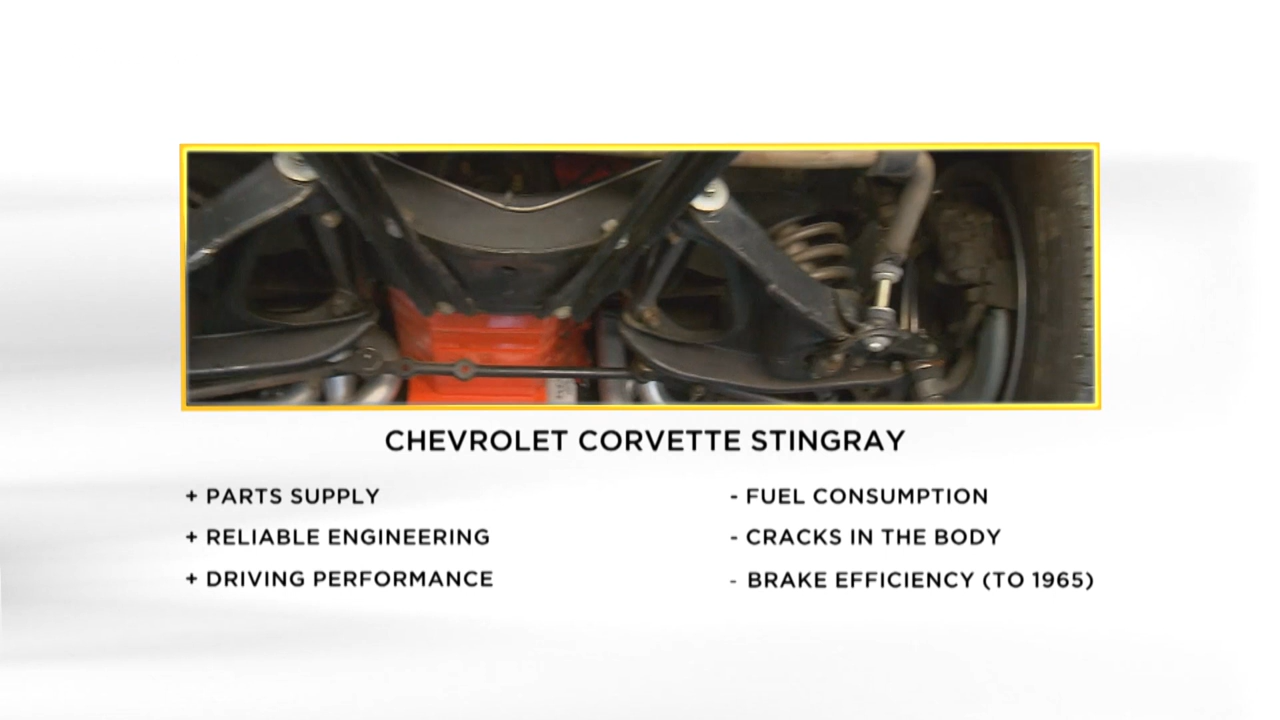 CHEVROLET CORVETTE STINGRAY
+ PARTS SUPPLY
+ RELIABLE ENGINEERING
+ DRIVING PERFORMANCE
- FUEL CONSUMPTION
- CRACKS IN THE BODY
- BRAKE EFFICIENCY (TO 1965)